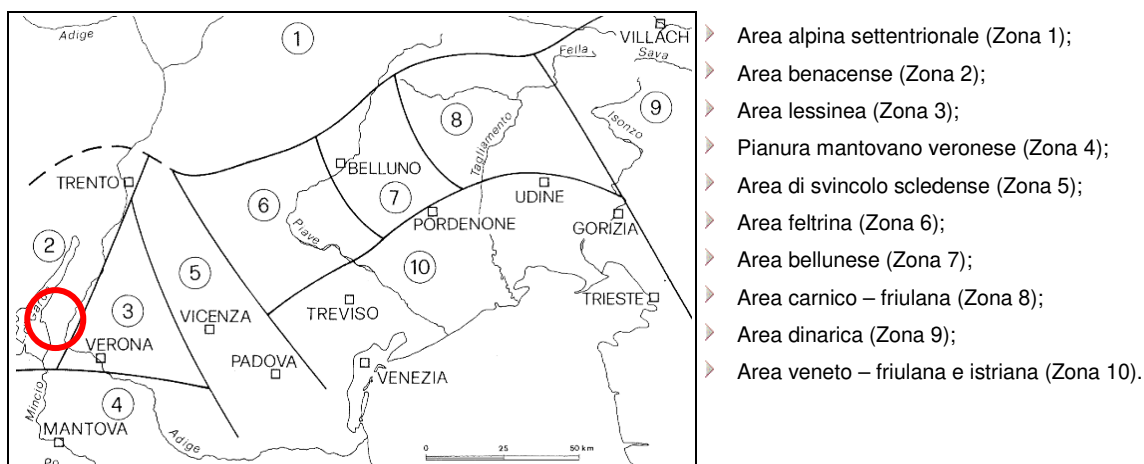 Adige
1
VILLACH
Fella
Sava
9
8
Isonzo
Tagliamento
BELLUNO
TRENTO
6
7
UDINE
PORDENONE
GORIZIA
Piave
2
5
10
TRIESTE
Gar
3
VICENZA
TREVISO
VERONA
PADOVA
VENEZIA
Mincio
4
MANTOVA
Adige
Po
0 25 50 km
Area alpina settentrionale (Zona 1);
Area benacense (Zona 2);
Area lessinea (Zona 3);
Pianura mantovano veronese (Zona 4);
Area di svincolo scledense (Zona 5);
Area feltrina (Zona 6);
Area bellunese (Zona 7);
Area carnico – friulana (Zona 8);
Area dinarica (Zona 9);
Area veneto – friulana e istriana (Zona 10).